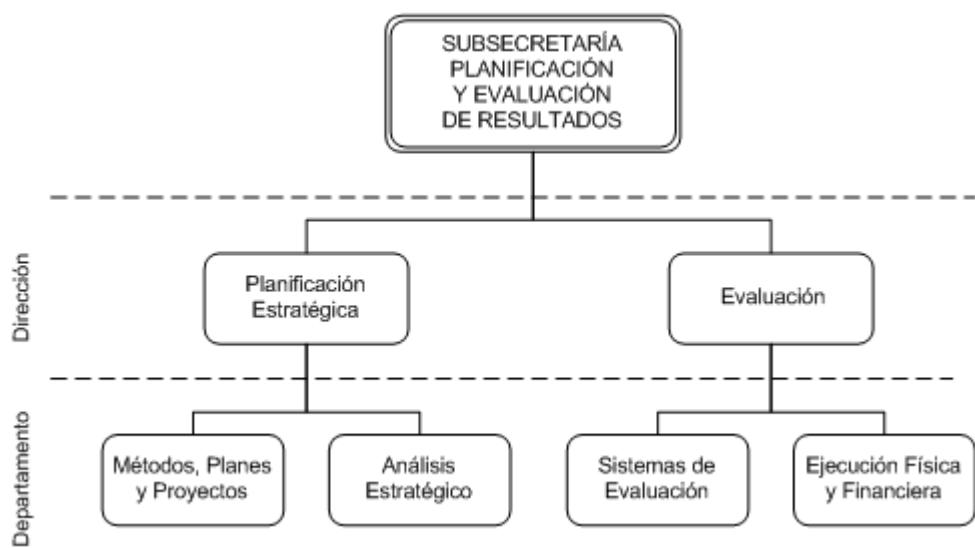 SUBSECRETARÍA
PLANIFICACIÓN
Y EVALUACIÓN
DE RESULTADOS
Dirección
Planificación
Estratégica
Evaluación
Departamento
Métodos, Planes
y Proyectos
Análisis
Estratégico
Sistemas de
Evaluación
Ejecución Física
y Financiera